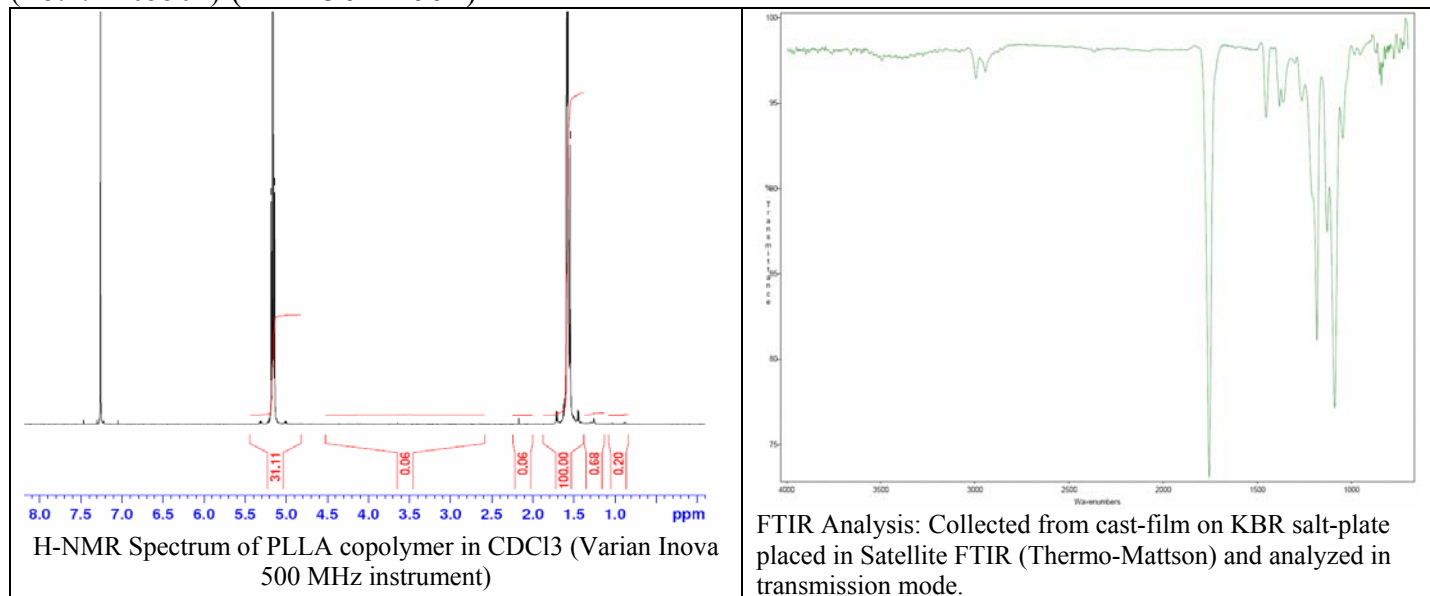 100
95
90
85
80
75
%
Transmittance
4000
3500
3000
2500
2000
1500
1000
Wavenumbers
31.11
0.06
0.06
100.00
0.68
0.20
8.0 7.5 7.0 6.5 6.0 5.5 5.0 4.5 4.0 3.5 3.0 2.5 2.0 1.5 1.0 ppm
H-NMR Spectrum of PLLA copolymer in CDCl3 (Varian Inova
500 MHz instrument)
FTIR Analysis: Collected from cast-film on KBR salt-plate
placed in Satellite FTIR (Thermo-Mattson) and analyzed in
transmission mode.